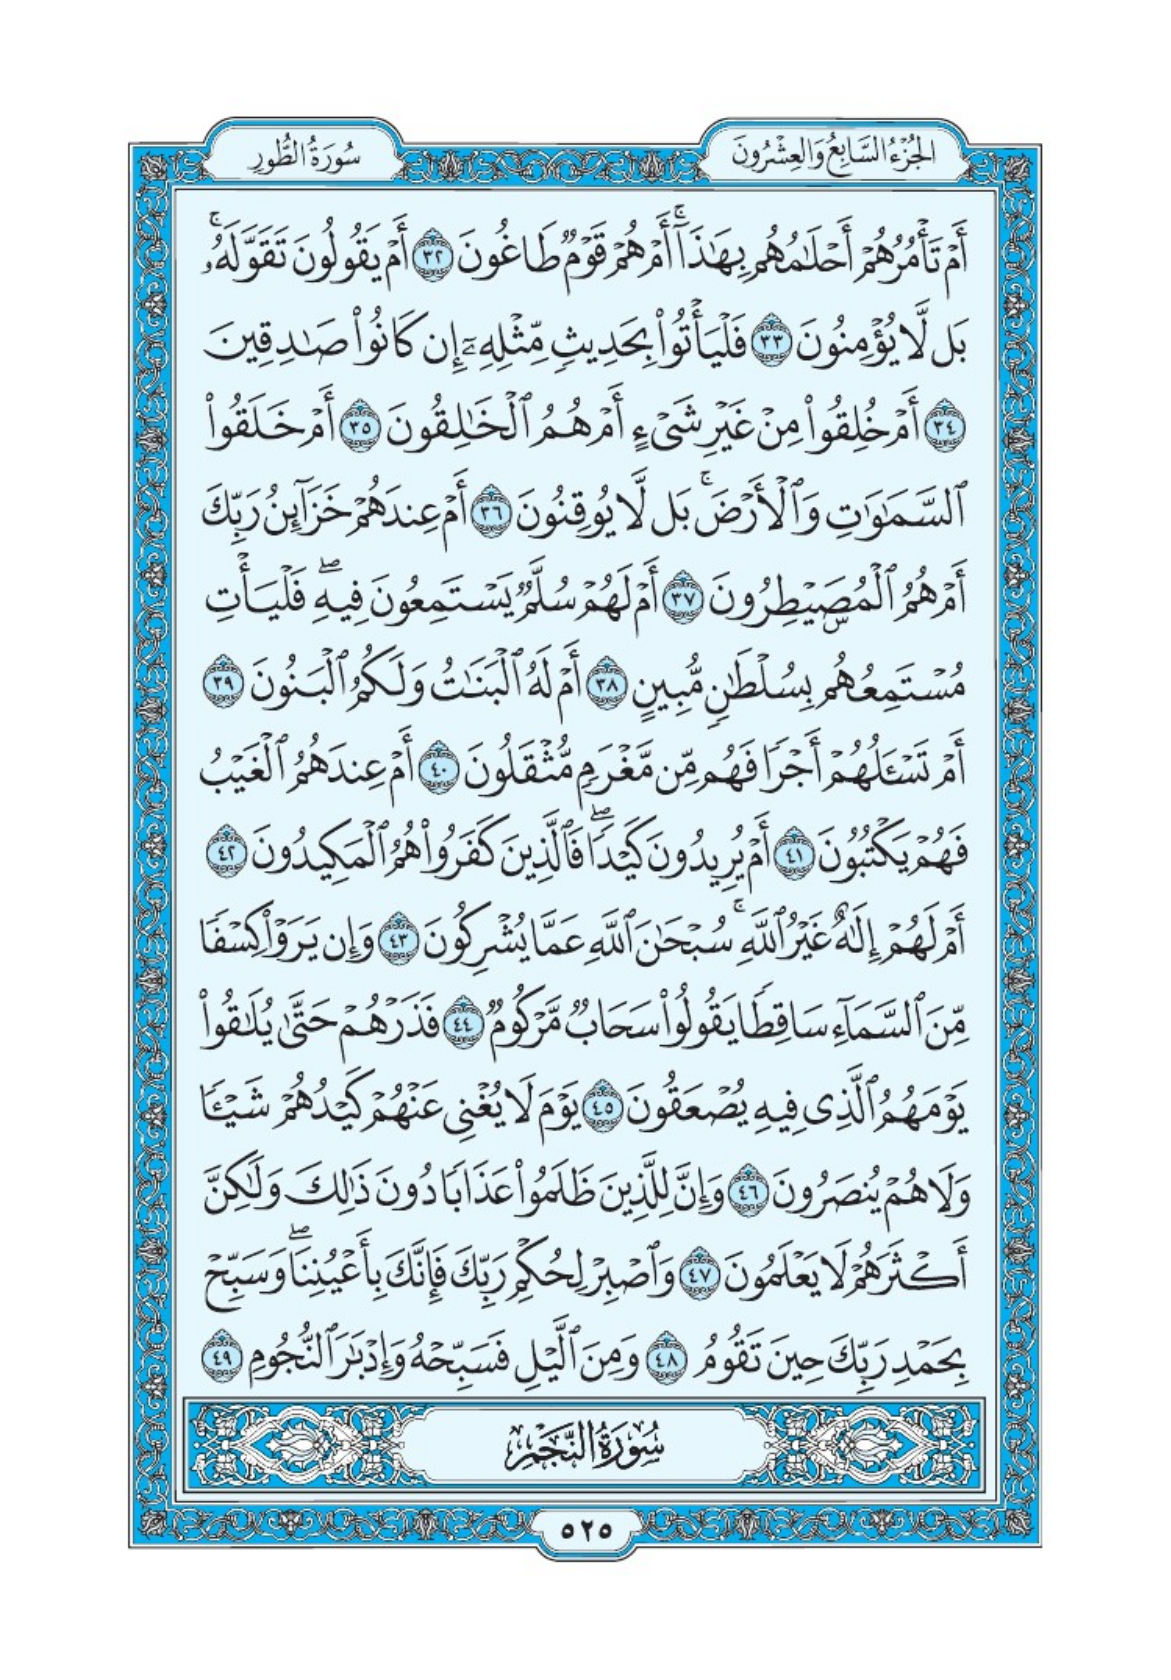 الجُزْءُ السَّابِعُ وَالعِشْرُونَ
سُورَةُ الطُّورِ
أَمْ تَأْمُرُهُمْ أَحْلَٰمُهُم بِهَٰذَآۚ أَمْ هُمْ قَوْمٌ طَاغُونَ ٣٢ أَمْ يَقُولُونَ تَقَوَّلَهُۥۚ
بَل لَّا يُؤْمِنُونَ ٣٣ فَلْيَأْتُوا۟ بِحَدِيثٍ مِّثْلِهِۦٓ إِن كَانُوا۟ صَٰدِقِينَ
٣٤ أَمْ خُلِقُوا۟ مِنْ غَيْرِ شَىْءٍ أَمْ هُمُ ٱلْخَٰلِقُونَ ٣٥ أَمْ خَلَقُوا۟
ٱلسَّمَٰوَٰتِ وَٱلْأَرْضَۚ بَل لَّا يُوقِنُونَ ٣٦ أَمْ عِندَهُمْ خَزَآئِنُ رَبِّكَ
أَمْ هُمُ ٱلْمُصَۣيْطِرُونَ ٣٧ أَمْ لَهُمْ سُلَّمٌ يَسْتَمِعُونَ فِيهِۖ فَلْيَأْتِ
مُسْتَمِعُهُم بِسُلْطَٰنٍ مُّبِينٍ ٣٨ أَمْ لَهُ ٱلْبَنَٰتُ وَلَكُمُ ٱلْبَنُونَ ٣٩
أَمْ تَسْـَٔلُهُمْ أَجْرًا فَهُم مِّن مَّغْرَمٍ مُّثْقَلُونَ ٤٠ أَمْ عِندَهُمُ ٱلْغَيْبُ
فَهُمْ يَكْتُبُونَ ٤١ أَمْ يُرِيدُونَ كَيْدًاۖ فَٱلَّذِينَ كَفَرُوا۟ هُمُ ٱلْمَكِيدُونَ ٤٢
أَمْ لَهُمْ إِلَٰهٌ غَيْرُ ٱللَّهِۚ سُبْحَٰنَ ٱللَّهِ عَمَّا يُشْرِكُونَ ٤٣ وَإِن يَرَوْا۟ كِسْفًا
مِّنَ ٱلسَّمَآءِ سَاقِطًا يَقُولُوا۟ سَحَابٌ مَّرْكُومٌ ٤٤ فَذَرْهُمْ حَتَّىٰ يُلَٰقُوا۟
يَوْمَهُمُ ٱلَّذِى فِيهِ يُصْعَقُونَ ٤٥ يَوْمَ لَا يُغْنِى عَنْهُمْ كَيْدُهُمْ شَيْـًٔا
وَلَا هُمْ يُنصَرُونَ ٤٦ وَإِنَّ لِلَّذِينَ ظَلَمُوا۟ عَذَابًا دُونَ ذَٰلِكَ وَلَٰكِنَّ
أَكْثَرَهُمْ لَا يَعْلَمُونَ ٤٧ وَٱصْبِرْ لِحُكْمِ رَبِّكَ فَإِنَّكَ بِأَعْيُنِنَاۖ وَسَبِّحْ
بِحَمْدِ رَبِّكَ حِينَ تَقُومُ ٤٨ وَمِنَ ٱلَّيْلِ فَسَبِّحْهُ وَإِدْبَٰرَ ٱلنُّجُومِ ٤٩
سُورَةُ النَّجْمِ
٥٢٥